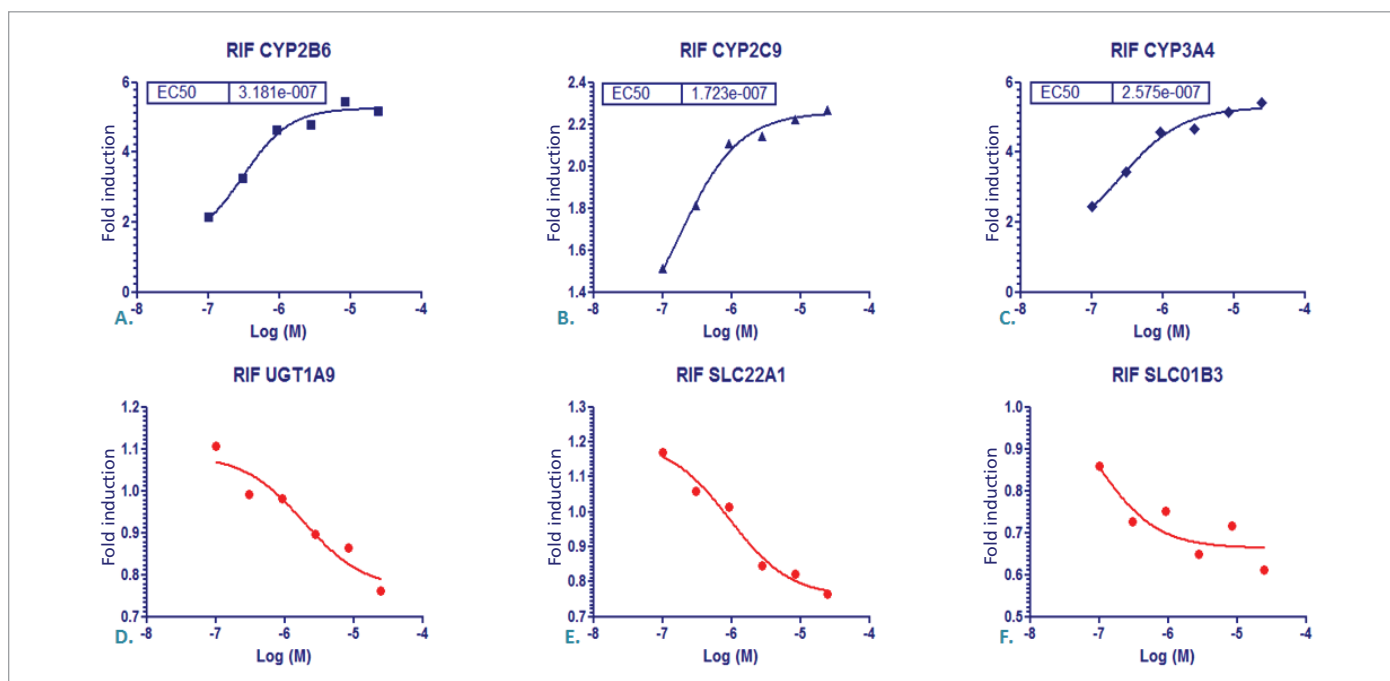 RIF CYP2B6
EC50 3.181e-007
Fold induction
6
4
2
0
-8 -7 -6 -5 -4
Log (M)
A.
RIF CYP2C9
EC50 1.723e-007
Fold induction
2.4
2.2
2.0
1.8
1.6
1.4
-8 -7 -6 -5 -4
Log (M)
B.
RIF CYP3A4
EC50 2.575e-007
Fold induction
6
4
2
0
-8 -7 -6 -5 -4
Log (M)
C.
RIF UGT1A9
Fold induction
1.2
1.1
1.0
0.9
0.8
0.7
-8 -7 -6 -5 -4
Log (M)
D.
RIF SLC22A1
Fold induction
1.3
1.2
1.1
1.0
0.9
0.8
0.7
-8 -7 -6 -5 -4
Log (M)
E.
RIF SLC01B3
Fold induction
1.0
0.9
0.8
0.7
0.6
0.5
-8 -7 -6 -5 -4
Log (M)
F.